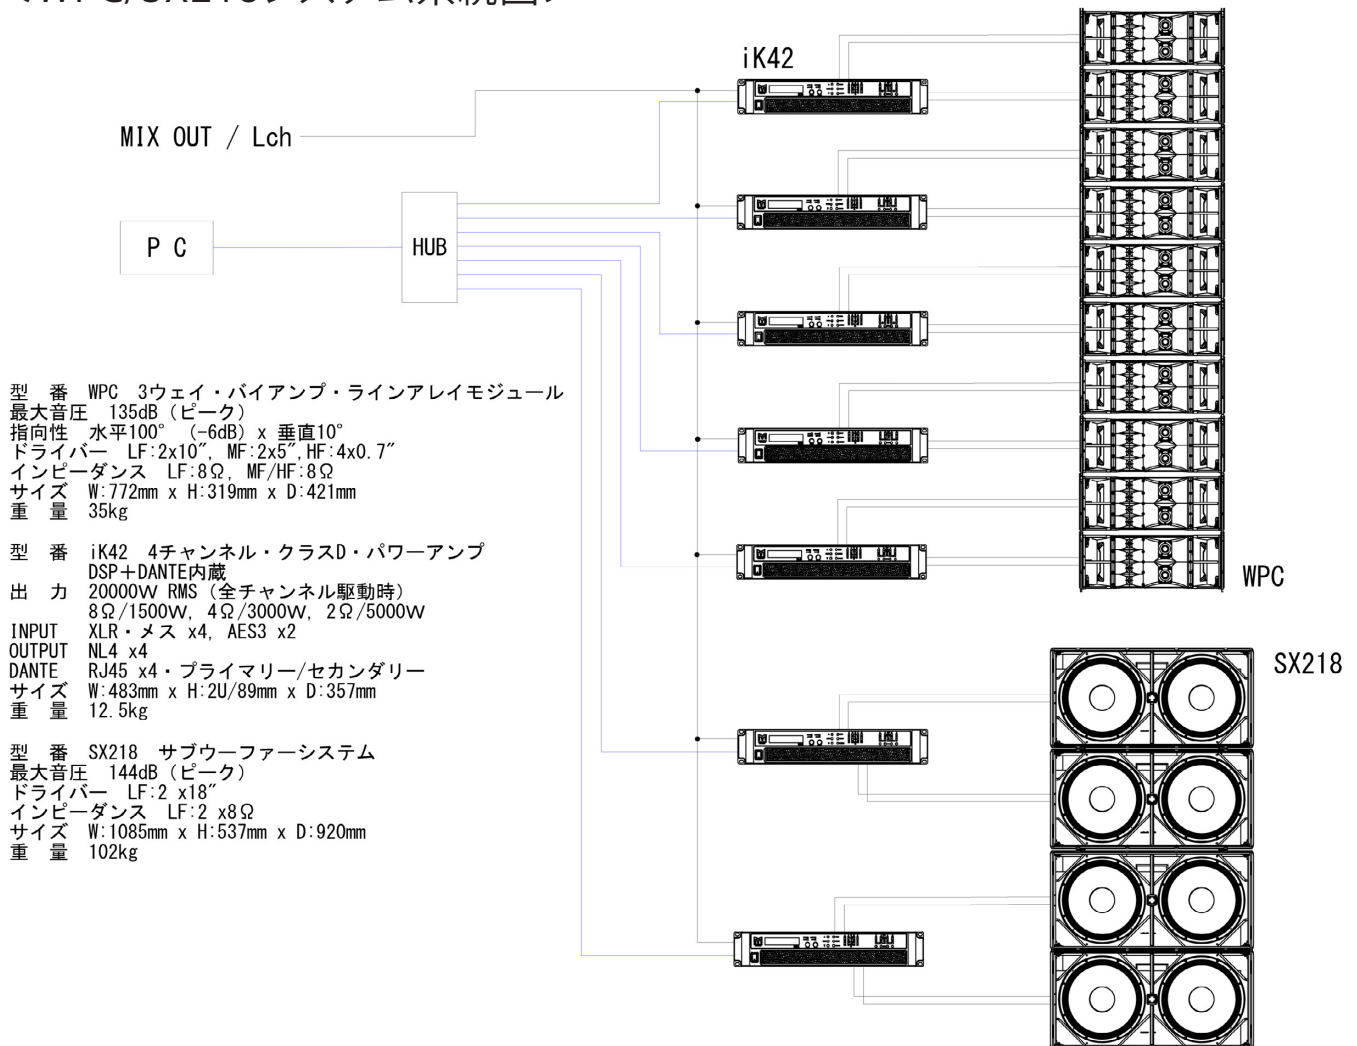 iK42
MIX OUT / Lch
P C
HUB
型 番 WPC 3ウェイ・バイアンプ・ラインアレイモジュール
最大音圧 135dB（ピーク）
指向性 水平100°（-6dB）x 垂直10°
ドライバー LF:2x10″, MF:2x5″,HF:4x0.7″
インピーダンス LF:8Ω, MF/HF:8Ω
サイズ W:772mm x H:319mm x D:421mm
重 量 35kg
型 番 iK42 4チャンネル・クラスD・パワーアンプ
DSP＋DANTE内蔵
出 力 20000W RMS（全チャンネル駆動時）
8Ω/1500W, 4Ω/3000W, 2Ω/5000W
INPUT XLR・メス x4, AES3 x2
OUTPUT NL4 x4
DANTE RJ45 x4・プライマリー/セカンダリー
サイズ W:483mm x H:2U/89mm x D:357mm
重 量 12.5kg
型 番 SX218 サブウーファーシステム
最大音圧 144dB（ピーク）
ドライバー LF:2 x18″
インピーダンス LF:2 x8Ω
サイズ W:1085mm x H:537mm x D:920mm
重 量 102kg
WPC
SX218